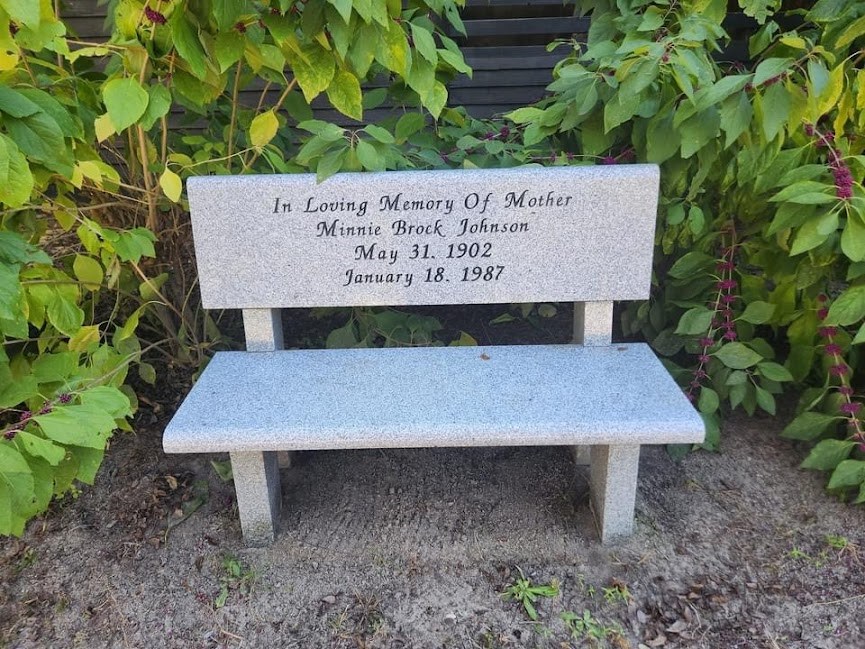 In Loving Memory Of Mother
Minnie Brock Johnson
May 31. 1902
January 18. 1987